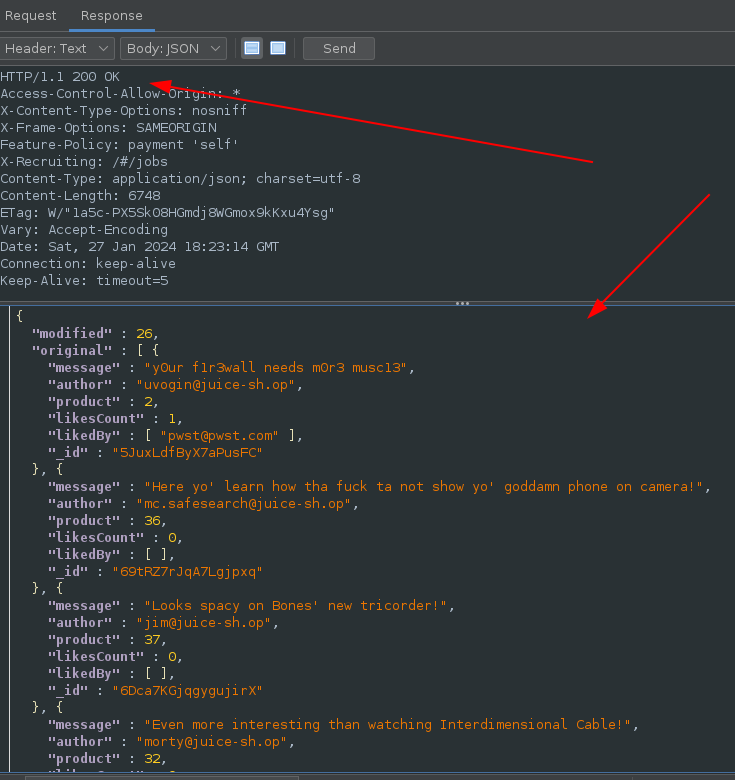 Request Response
Header: Text Body: JSON Send
HTTP/1.1 200 OK
Access-Control-Allow-Origin: *
X-Content-Type-Options: nosniff
X-Frame-Options: SAMEORIGIN
Feature-Policy: payment 'self'
X-Recruiting: /#/jobs
Content-Type: application/json; charset=utf-8
Content-Length: 6748
ETag: W/"1a5c-PX5SkO8HGmdj8WGmox9kKxu4Ysg"
Vary: Accept-Encoding
Date: Sat, 27 Jan 2024 18:23:14 GMT
Connection: keep-alive
Keep-Alive: timeout=5
{
"modified" : 26,
"original" : [ {
"message" : "y0ur f1r3wall needs m0r3 musc13",
"author" : "uvogin@juice-sh.op",
"product" : 2,
"likesCount" : 1,
"likedBy" : [ "pwst@pwst.com" ],
"_id" : "5JuxLdfByX7aPusFC"
}, {
"message" : "Here yo' learn how tha fuck ta not show yo' goddamn phone on camera!",
"author" : "mc.safesearch@juice-sh.op",
"product" : 36,
"likesCount" : 0,
"likedBy" : [ ],
"_id" : "69tRZ7rJqA7Lgjpxq"
}, {
"message" : "Looks spacy on Bones' new tricorder!",
"author" : "jim@juice-sh.op",
"product" : 37,
"likesCount" : 0,
"likedBy" : [ ],
"_id" : "6Dca7KGjqgygujirX"
}, {
"message" : "Even more interesting than watching Interdimensional Cable!",
"author" : "morty@juice-sh.op",
"product" : 32,